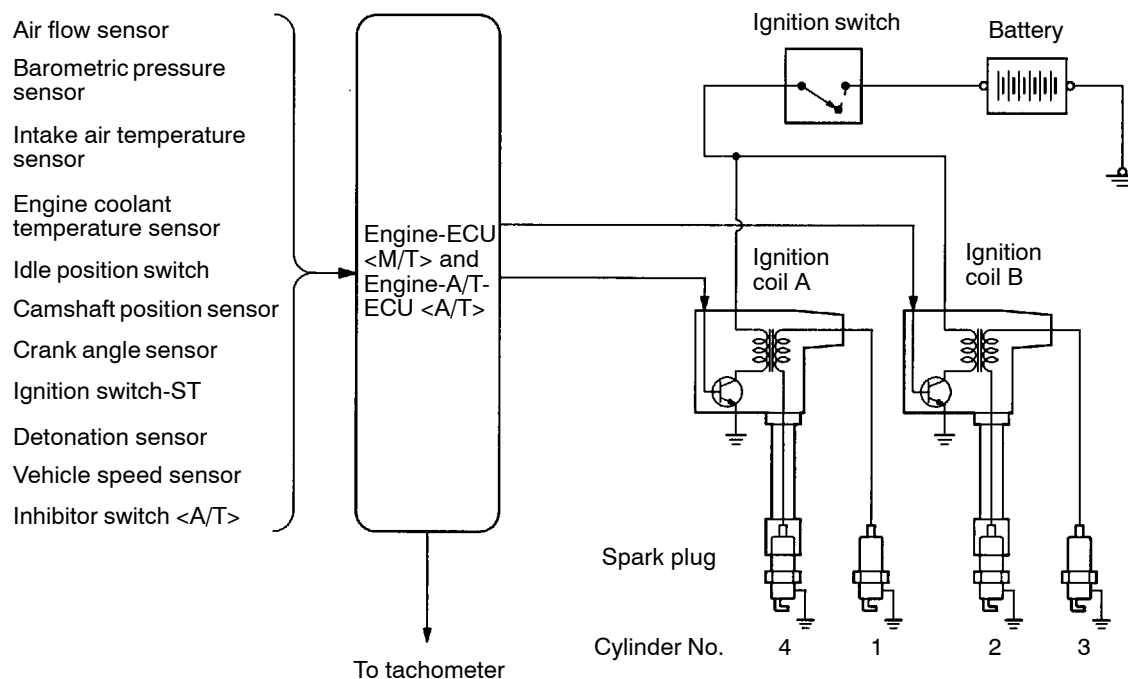 Air flow sensor
Barometric pressure
sensor
Intake air temperature
sensor
Engine coolant
temperature sensor
Idle position switch
Camshaft position sensor
Crank angle sensor
Ignition switch-ST
Detonation sensor
Vehicle speed sensor
Inhibitor switch <A/T>
Engine-ECU
<M/T> and
Engine-A/T-
ECU <A/T>
To tachometer
Ignition switch
Battery
Ignition
coil A
Ignition
coil B
Spark plug
Cylinder No. 4 1 2 3